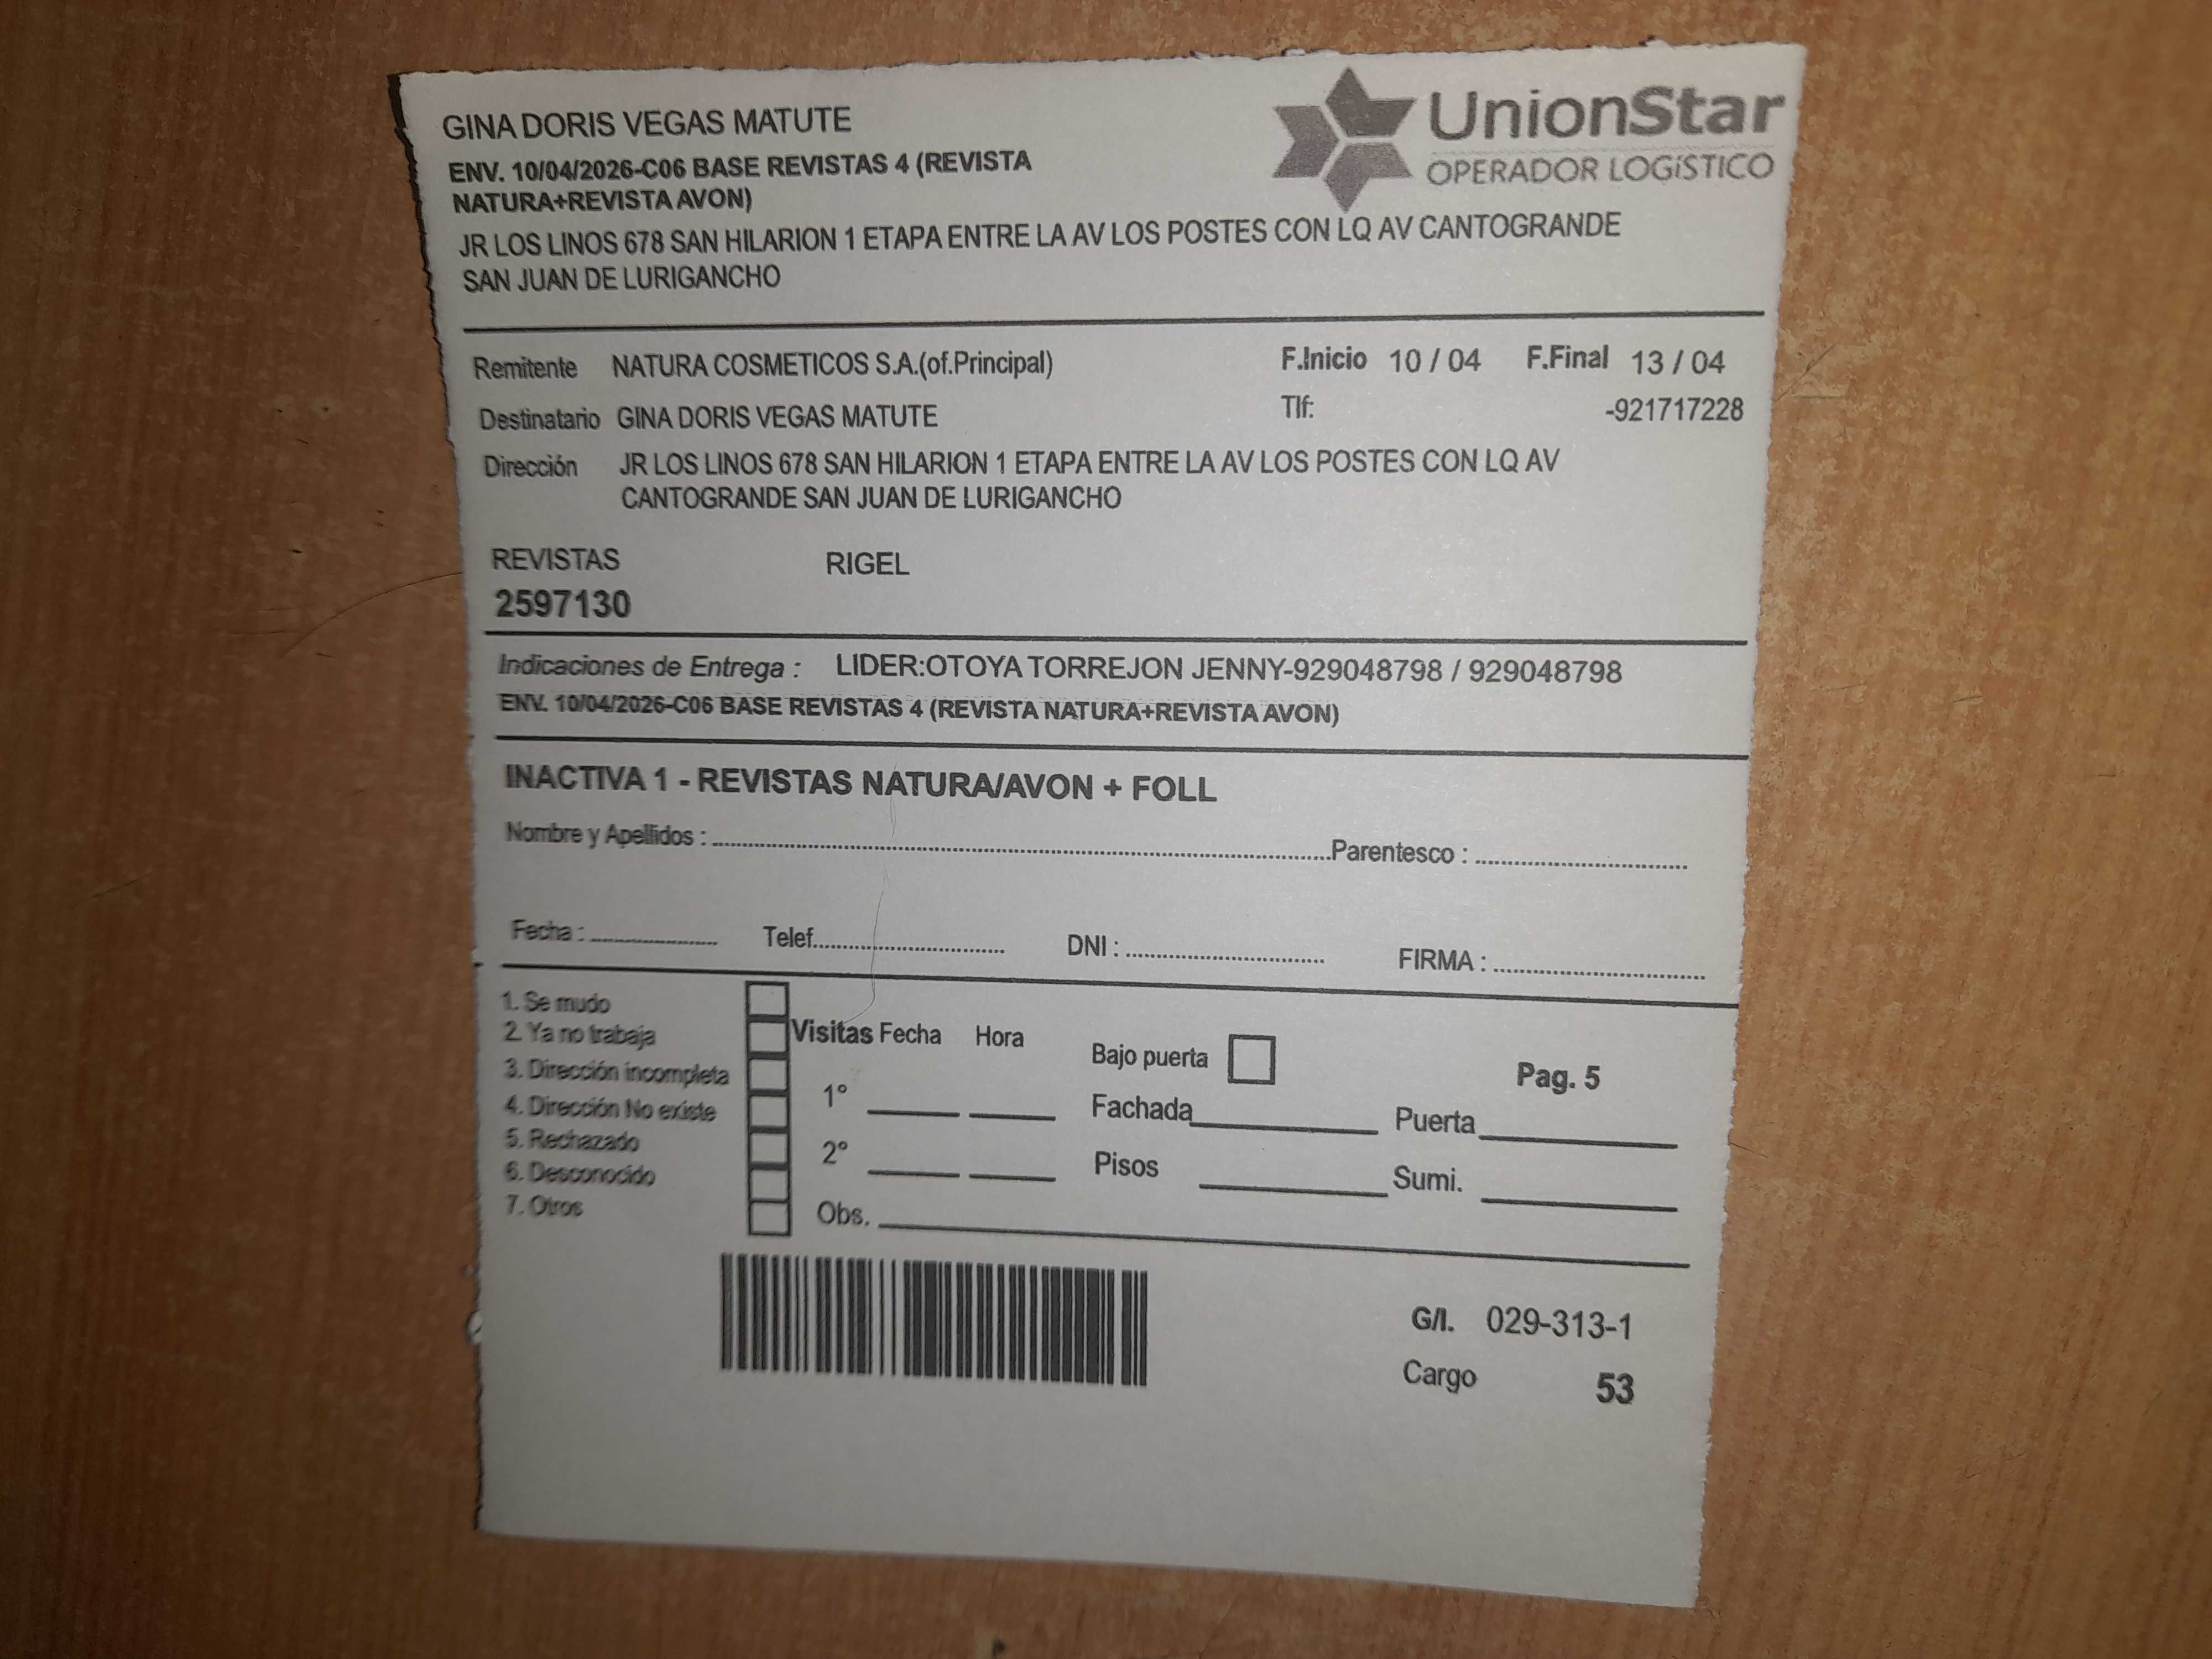 GINA DORIS VEGAS MATUTE
ENV. 10/04/2026-C06 BASE REVISTAS 4 (REVISTA
NATURA+REVISTA AVON)
UnionStar
OPERADOR LOGíSTICO
JR LOS LINOS 678 SAN HILARION 1 ETAPA ENTRE LA AV LOS POSTES CON LQ AV CANTOGRANDE
SAN JUAN DE LURIGANCHO
Remitente NATURA COSMETICOS S.A.(of.Principal) F.Inicio 10 / 04 F.Final 13 / 04
Destinatario GINA DORIS VEGAS MATUTE Tlf: -921717228
Dirección JR LOS LINOS 678 SAN HILARION 1 ETAPA ENTRE LA AV LOS POSTES CON LQ AV
CANTOGRANDE SAN JUAN DE LURIGANCHO
REVISTAS RIGEL
2597130
Indicaciones de Entrega : LIDER:OTOYA TORREJON JENNY-929048798 / 929048798
ENV. 10/04/2026-C06 BASE REVISTAS 4 (REVISTA NATURA+REVISTA AVON)
INACTIVA 1 - REVISTAS NATURA/AVON + FOLL
Nombre y Apellidos : Parentesco :
Fecha : Telef. DNI : FIRMA :
1. Se mudo
2. Ya no trabaja
3. Dirección incompleta
4. Dirección No existe
5. Rechazado
6. Desconocido
7. Otros
Visitas Fecha Hora Bajo puerta Pag. 5
1° Fachada Puerta
2° Pisos Sumi.
Obs.
G/I. 029-313-1
Cargo 53